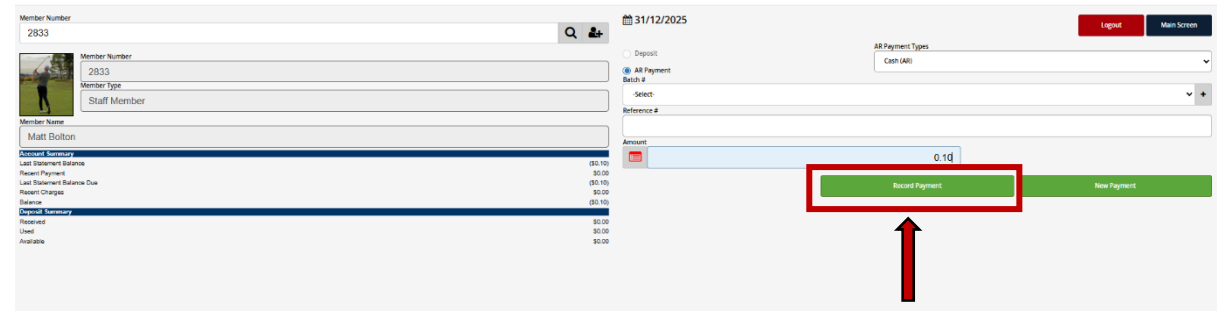 Member Number
2833
Member Number
2833
Member Type
Staff Member
Member Name
Matt Bolton
Account Summary
Last Statement Balance ($0.10)
Recent Payment $0.00
Last Statement Balance Due ($0.10)
Recent Charges $0.00
Balance ($0.10)
Deposit Summary
Received $0.00
Used $0.00
Available $0.00
31/12/2025
Logout Main Screen
Deposit
AR Payment
AR Payment Types
Cash (AR)
Batch #
-Select-
+
Reference #
Amount
0.10
Record Payment New Payment